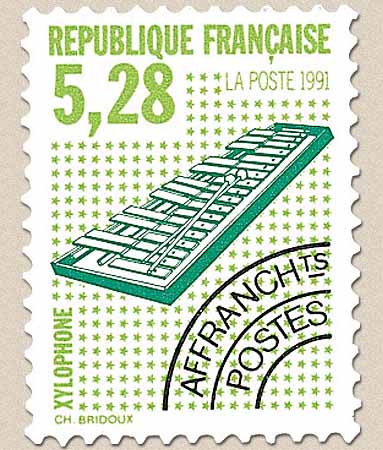 REPUBLIQUE FRANÇAISE
5,28
LA POSTE 1991
XYLOPHONE
AFFRANCHTS
POSTES
CH. BRIDOUX